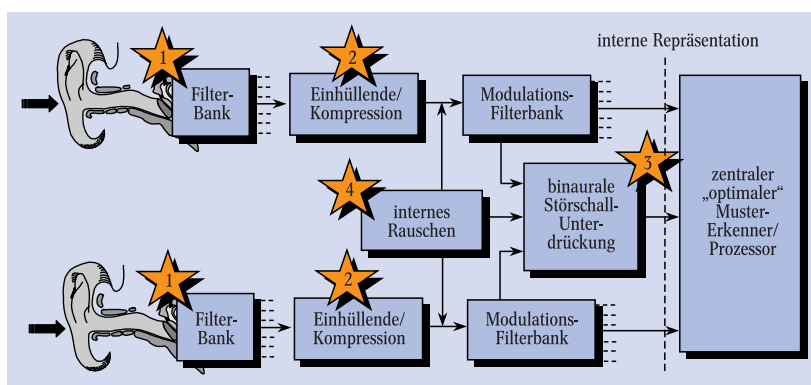 interne Repräsentation
1
Filter-
Bank
2
Einhüllende/
Kompression
Modulations-
Filterbank
4
internes
Rauschen
3
binaurale
Störschall-
Unter-
drückung
zentraler
„optimaler“
Muster-
Erkenner/
Prozessor
1
Filter-
Bank
2
Einhüllende/
Kompression
Modulations-
Filterbank